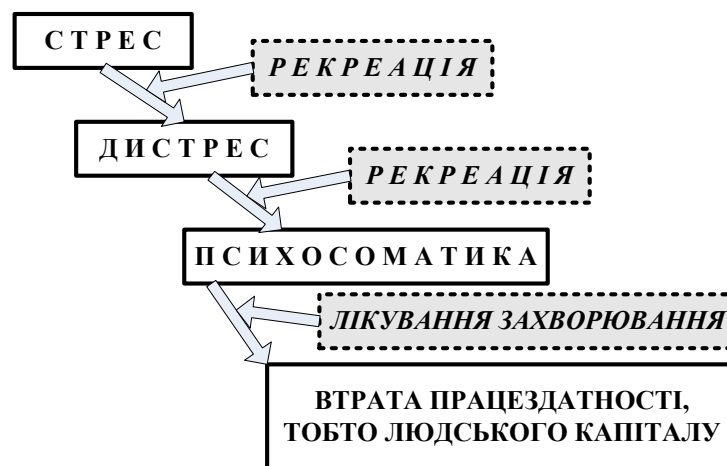 С Т Р Е С
Р Е К Р Е А Ц І Я
Д И С Т Р Е С
Р Е К Р Е А Ц І Я
П С И Х О С О М А Т И К А
ЛІКУВАННЯ ЗАХВОРЮВАННЯ
ВТРАТА ПРАЦЕЗДАТНОСТІ,
ТОБТО ЛЮДСЬКОГО КАПІТАЛУ